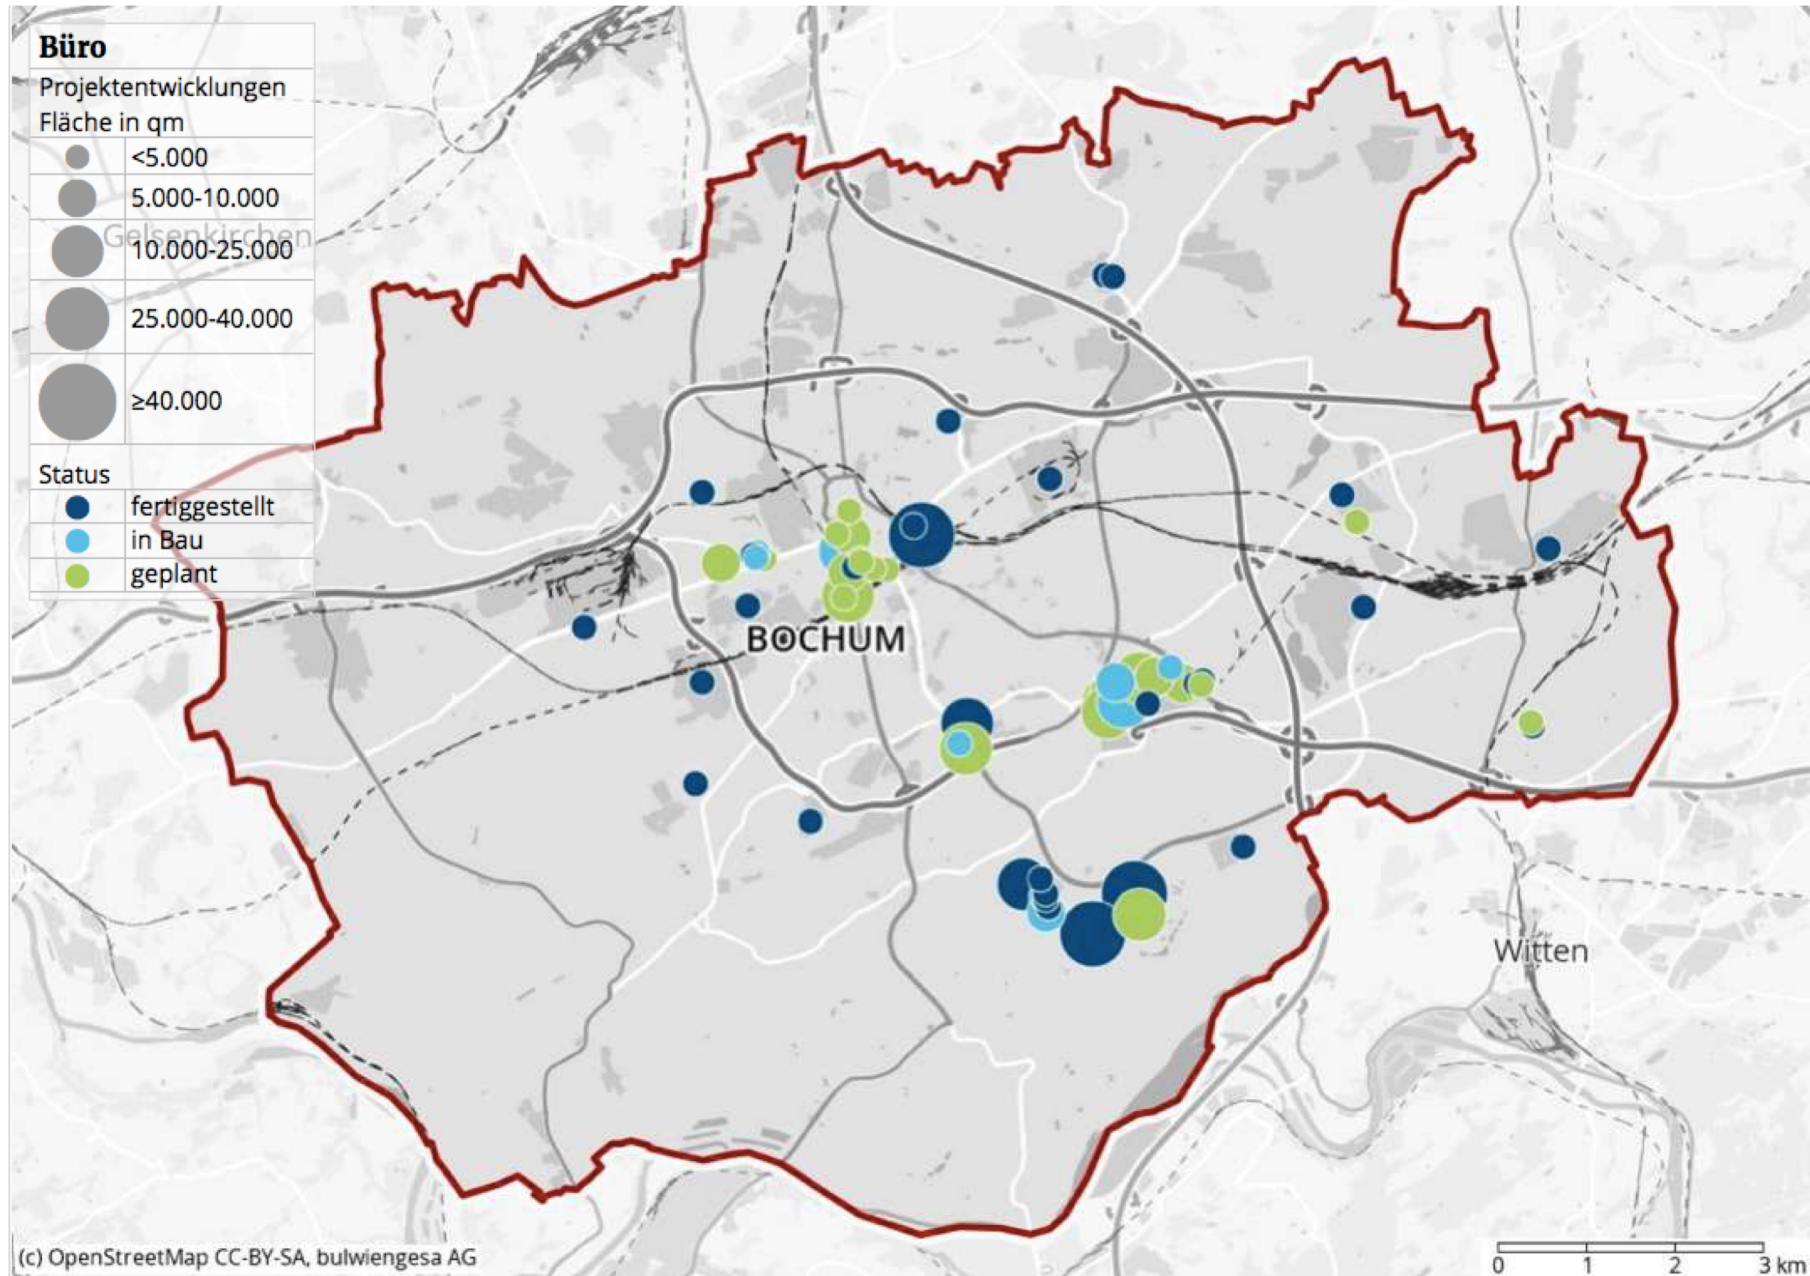 Büro
Projektentwicklungen
Fläche in qm
<5.000
5.000-10.000
Gelsenkirchen
10.000-25.000
25.000-40.000
≥40.000
Status
fertiggestellt
in Bau
geplant
BOCHUM
Witten
(c) OpenStreetMap CC-BY-SA, bulwiengesa AG
0 1 2 3 km